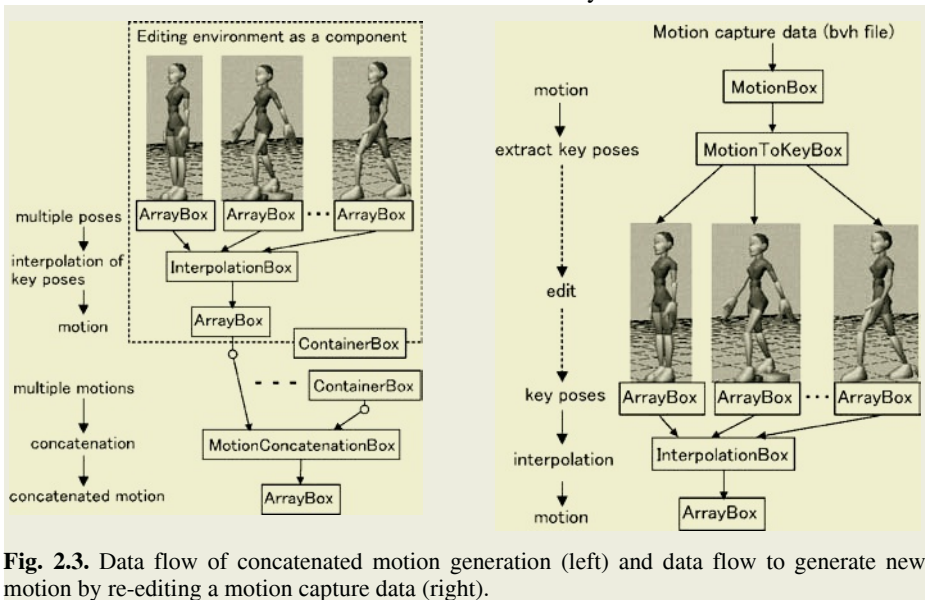 Editing environment as a component
multiple poses
ArrayBox
ArrayBox
•••
ArrayBox
interpolation of
key poses
InterpolationBox
motion
ArrayBox
ContainerBox
multiple motions
ContainerBox
concatenation
MotionConcatenationBox
concatenated motion
ArrayBox
Motion capture data (bvh file)
motion
MotionBox
extract key poses
MotionToKeyBox
edit
key poses
ArrayBox
ArrayBox
•••
ArrayBox
interpolation
InterpolationBox
motion
ArrayBox
Fig. 2.3. Data flow of concatenated motion generation (left) and data flow to generate new
motion by re-editing a motion capture data (right).